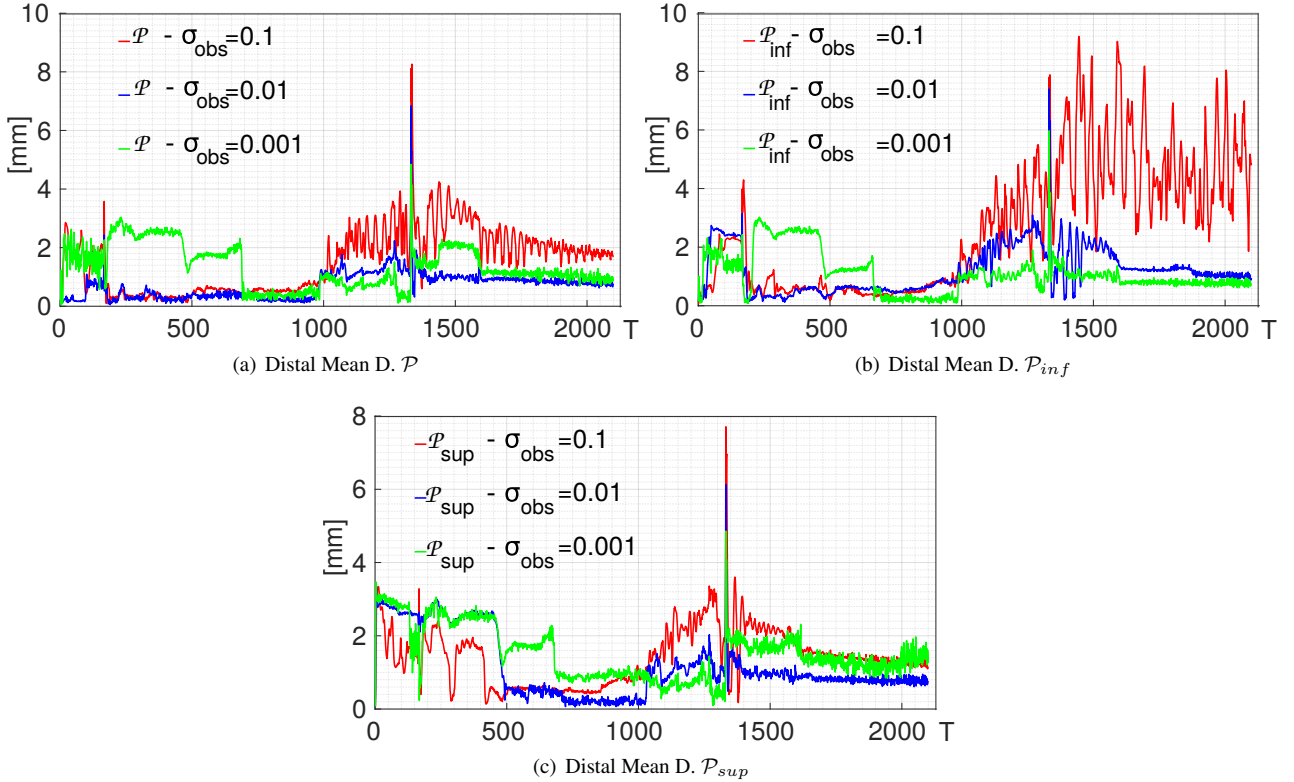 10
8
6
4
2
0
[mm]
𝒫 - σobs=0.1
𝒫 - σobs=0.01
𝒫 - σobs=0.001
0 500 1000 1500 2000 T
(a) Distal Mean D. 𝒫
10
8
6
4
2
0
[mm]
𝒫inf - σobs =0.1
𝒫inf - σobs =0.01
𝒫inf - σobs =0.001
0 500 1000 1500 2000 T
(b) Distal Mean D. 𝒫inf
8
6
4
2
0
[mm]
𝒫sup - σobs=0.1
𝒫sup - σobs=0.01
𝒫sup - σobs=0.001
0 500 1000 1500 2000 T
(c) Distal Mean D. 𝒫sup